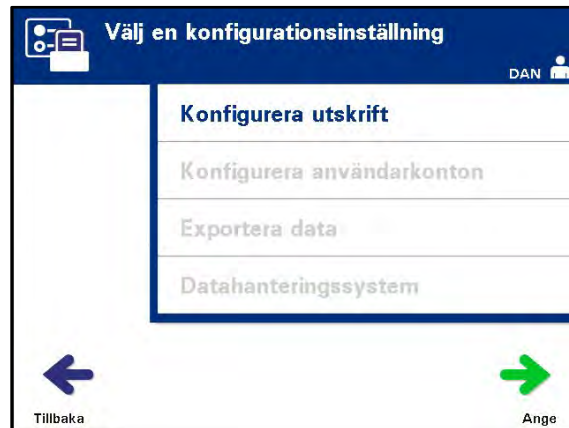 Välj en konfigurationsinställning
DAN
Konfigurera utskrift
Konfigurera användarkonton
Exportera data
Datahanteringssystem
Tillbaka
Ange